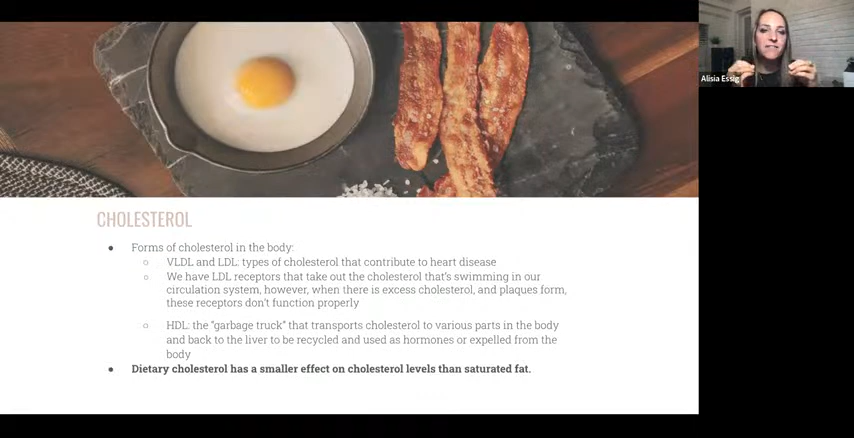 Alisia Essig
CHOLESTEROL
● Forms of cholesterol in the body:
○ VLDL and LDL: types of cholesterol that contribute to heart disease
○ We have LDL receptors that take out the cholesterol that's swimming in our
circulation system, however, when there is excess cholesterol, and plaques form,
these receptors don't function properly
○ HDL: the "garbage truck" that transports cholesterol to various parts in the body
and back to the liver to be recycled and used as hormones or expelled from the
body
● Dietary cholesterol has a smaller effect on cholesterol levels than saturated fat.